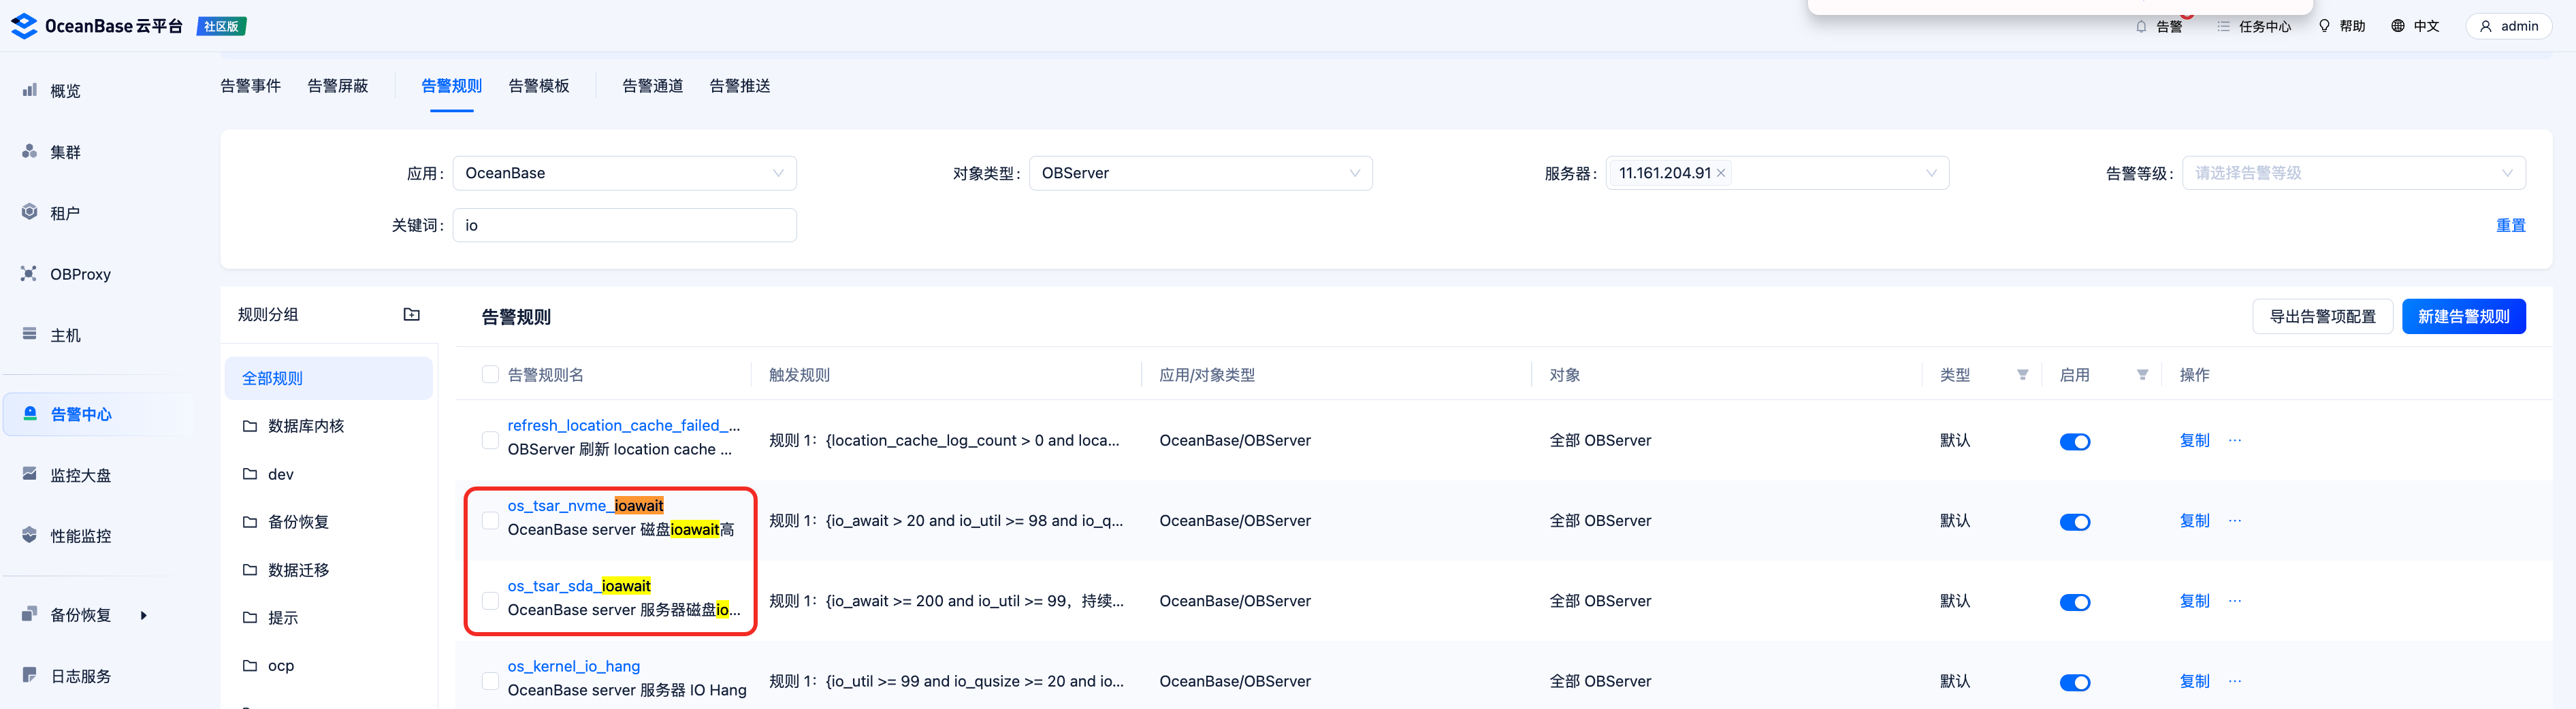 OceanBase 云平台 社区版
告警 任务中心 帮助 中文 admin
概览
集群
租户
OBProxy
主机
告警中心
监控大盘
性能监控
备份恢复
日志服务
告警事件 告警屏蔽 告警规则 告警模板 告警通道 告警推送
应用: OceanBase 对象类型: OBServer 服务器: 11.161.204.91 告警等级: 请选择告警等级
关键词: io 重置
规则分组
全部规则
数据库内核
dev
备份恢复
数据迁移
提示
ocp
告警规则 导出告警项配置 新建告警规则
告警规则名 触发规则 应用/对象类型 对象 类型 启用 操作
refresh_location_cache_failed_...
OBServer 刷新 location cache ...
规则 1: {location_cache_log_count > 0 and loca... OceanBase/OBServer 全部 OBServer 默认 复制 ...
os_tsar_nvme_ioawait
OceanBase server 磁盘ioawait高
规则 1: {io_await > 20 and io_util >= 98 and io_q... OceanBase/OBServer 全部 OBServer 默认 复制 ...
os_tsar_sda_ioawait
OceanBase server 服务器磁盘io...
规则 1: {io_await >= 200 and io_util >= 99，持续... OceanBase/OBServer 全部 OBServer 默认 复制 ...
os_kernel_io_hang
OceanBase server 服务器 IO Hang
规则 1: {io_util >= 99 and io_qusize >= 20 and io... OceanBase/OBServer 全部 OBServer 默认 复制 ...